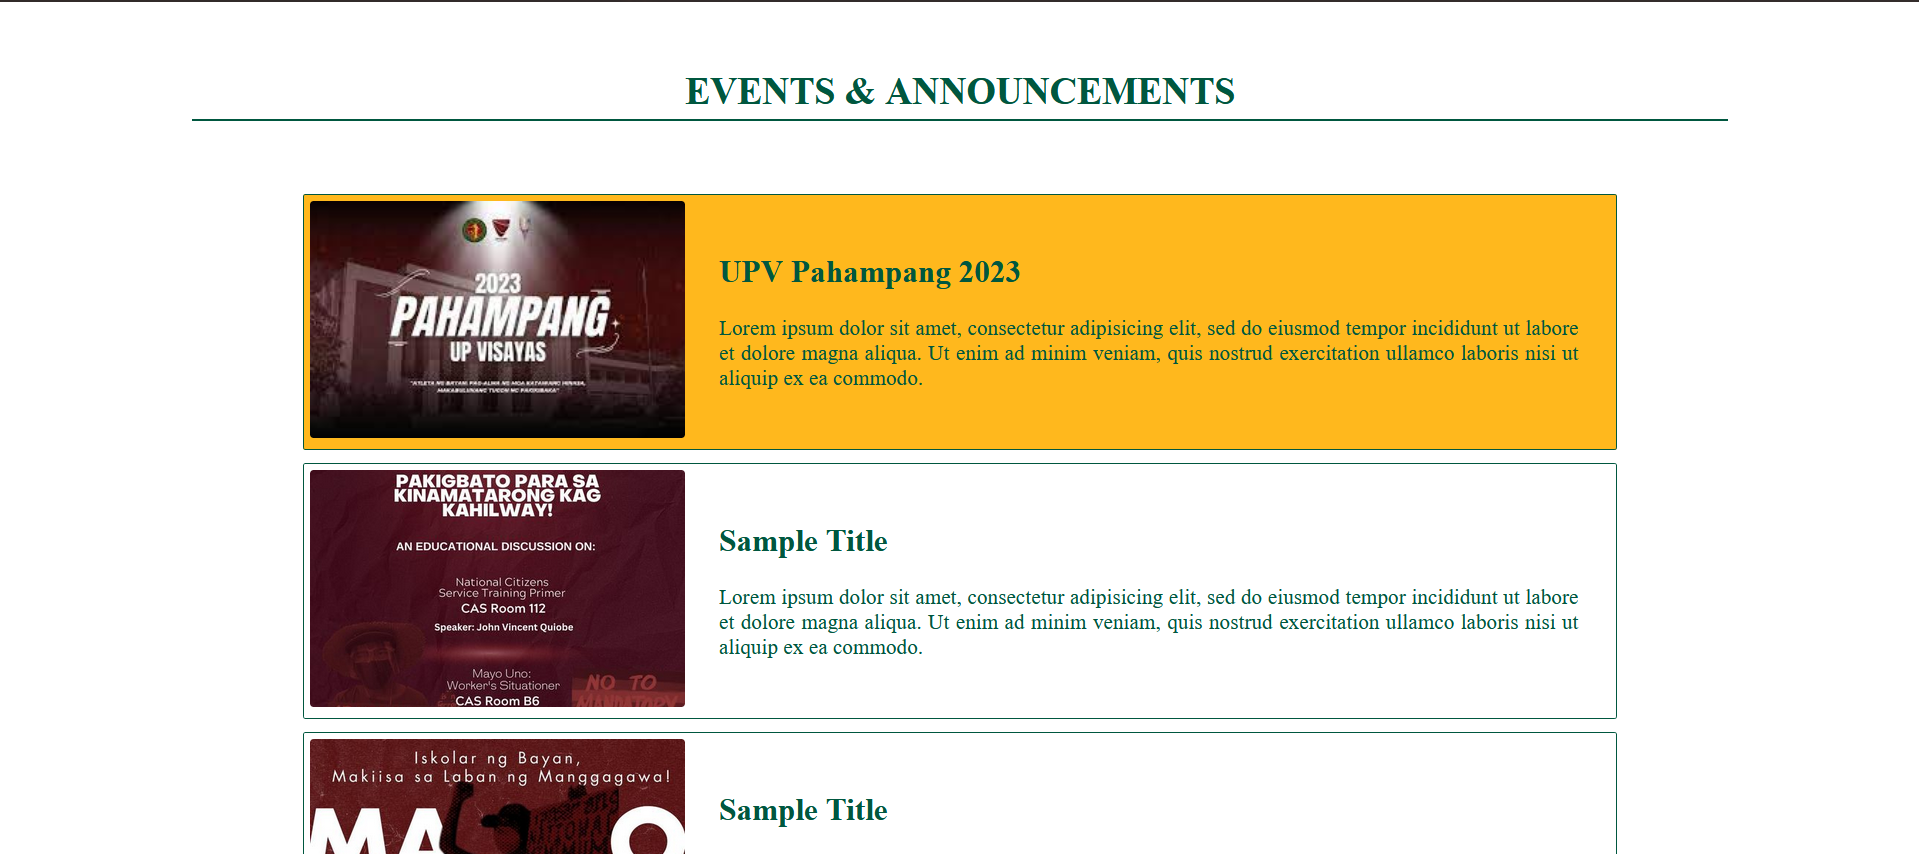 EVENTS & ANNOUNCEMENTS
2023
PAHAMPANG
UP VISAYAS
UPV Pahampang 2023
Lorem ipsum dolor sit amet, consectetur adipisicing elit, sed do eiusmod tempor incididunt ut labore
et dolore magna aliqua. Ut enim ad minim veniam, quis nostrud exercitation ullamco laboris nisi ut
aliquip ex ea commodo.
PAKIGBATO PARA SA
KINAMATARONG KAG
KAHILWAY!
AN EDUCATIONAL DISCUSSION ON:
National Citizens
Service Training Primer
CAS Room 112
Speaker: John Vincent Quiobe
Mayo Uno:
Worker's Situationer
CAS Room B6
NO TO
MANDATORY
Sample Title
Lorem ipsum dolor sit amet, consectetur adipisicing elit, sed do eiusmod tempor incididunt ut labore
et dolore magna aliqua. Ut enim ad minim veniam, quis nostrud exercitation ullamco laboris nisi ut
aliquip ex ea commodo.
Iskolar ng Bayan,
Makiisa sa Laban ng Manggagawa!
MA O
Sample Title